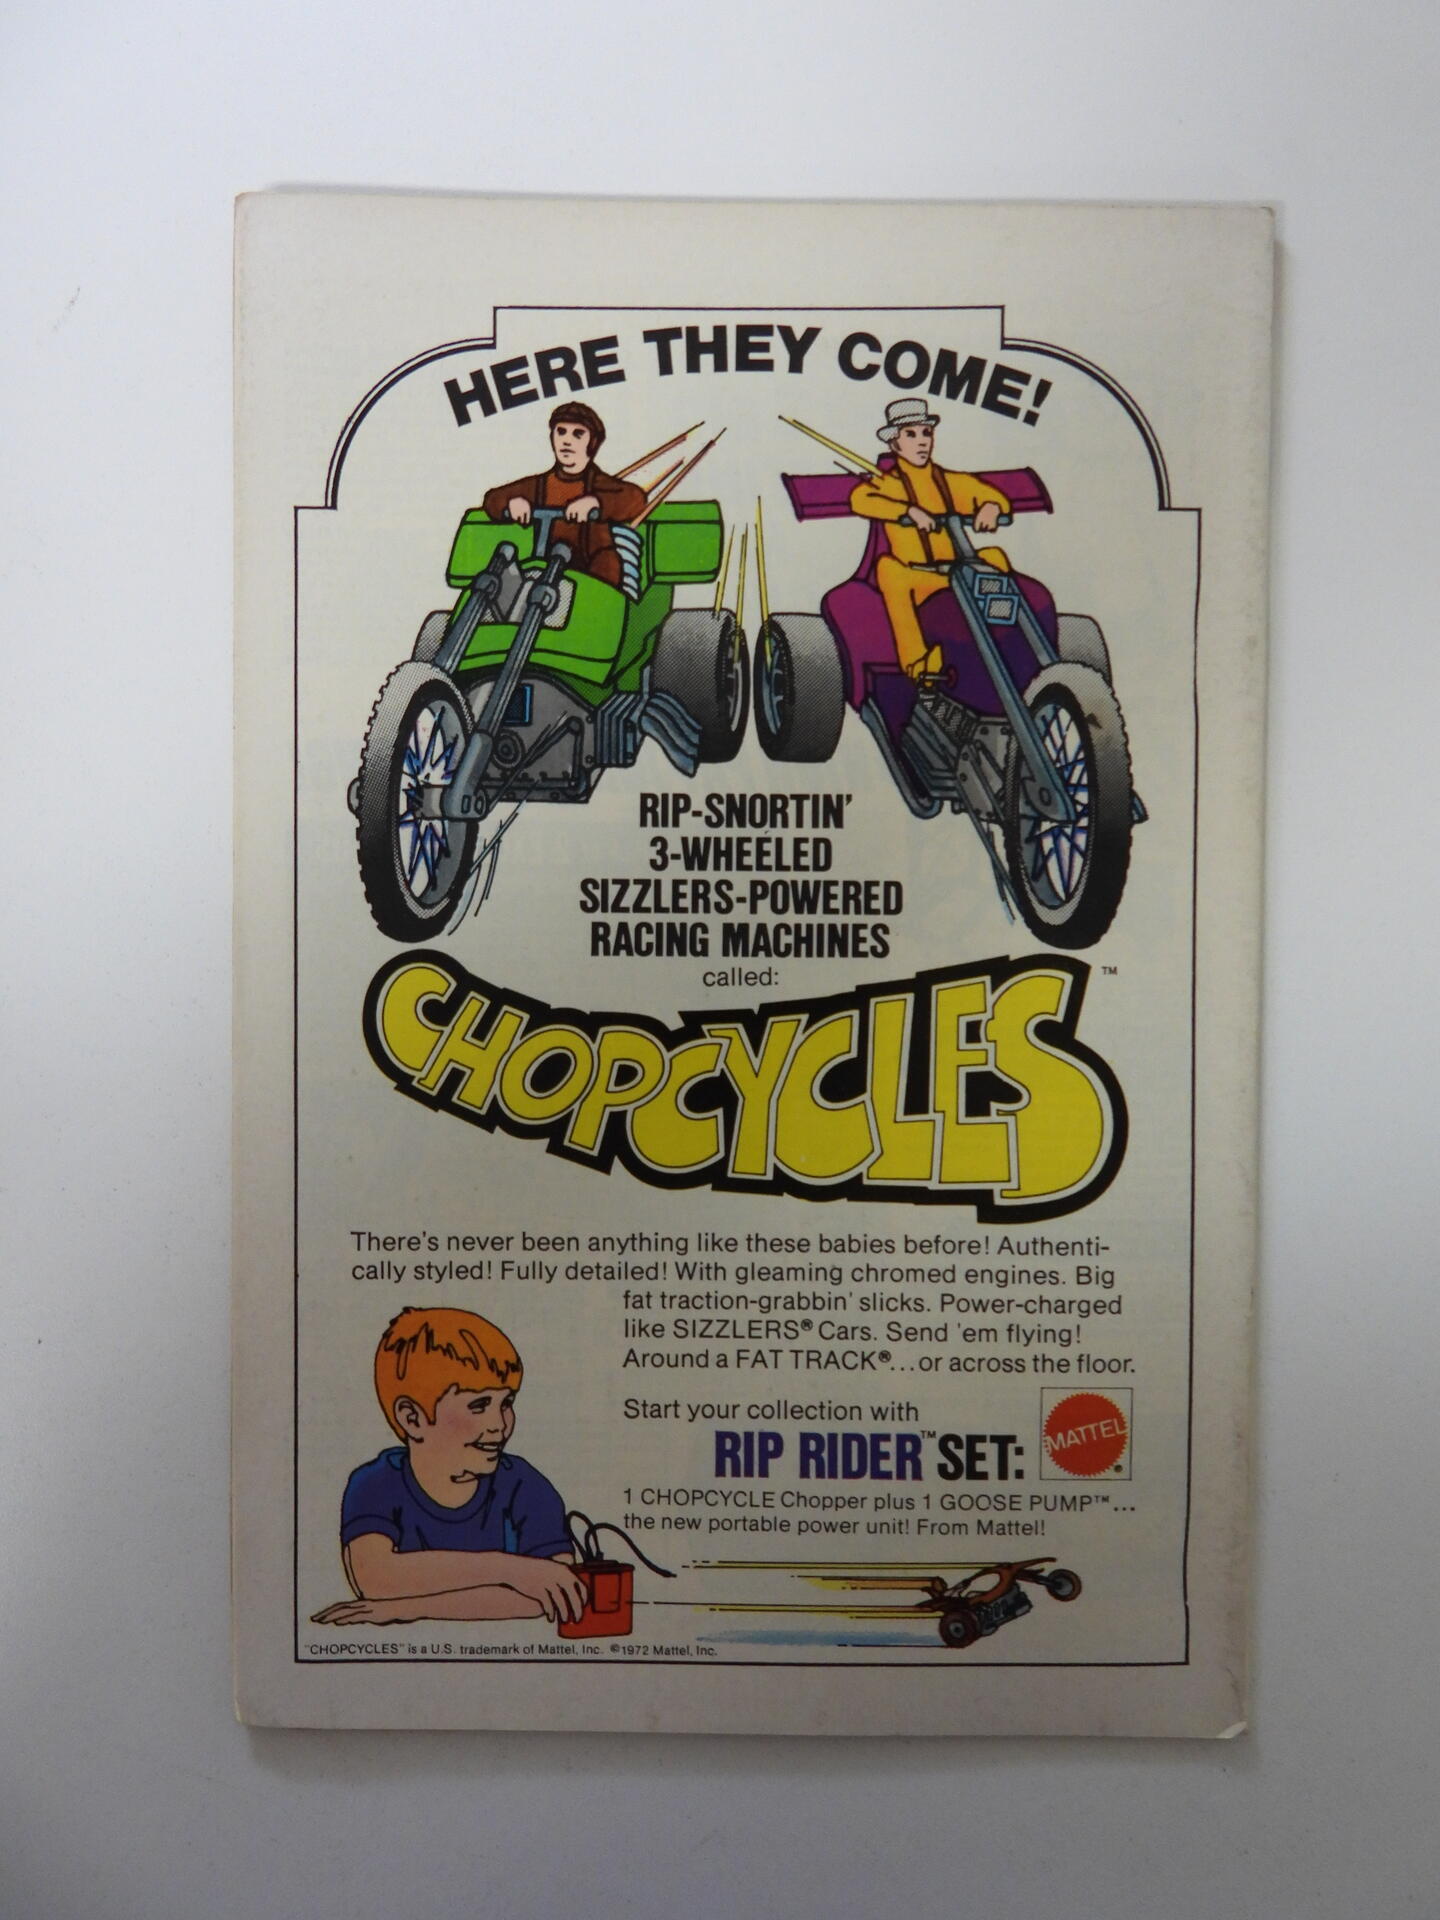 HERE THEY COME!
RIP-SNORTIN'
3-WHEELED
SIZZLERS-POWERED
RACING MACHINES
called:
CHOPCYCLES™
There's never been anything like these babies before! Authenti-
cally styled! Fully detailed! With gleaming chromed engines. Big
fat traction-grabbin' slicks. Power-charged
like SIZZLERS® Cars. Send 'em flying!
Around a FAT TRACK®...or across the floor.
Start your collection with
RIP RIDER™ SET:
MATTEL®
1 CHOPCYCLE Chopper plus 1 GOOSE PUMP™...
the new portable power unit! From Mattel!
"CHOPCYCLES" is a U.S. trademark of Mattel, Inc. ©1972 Mattel, Inc.